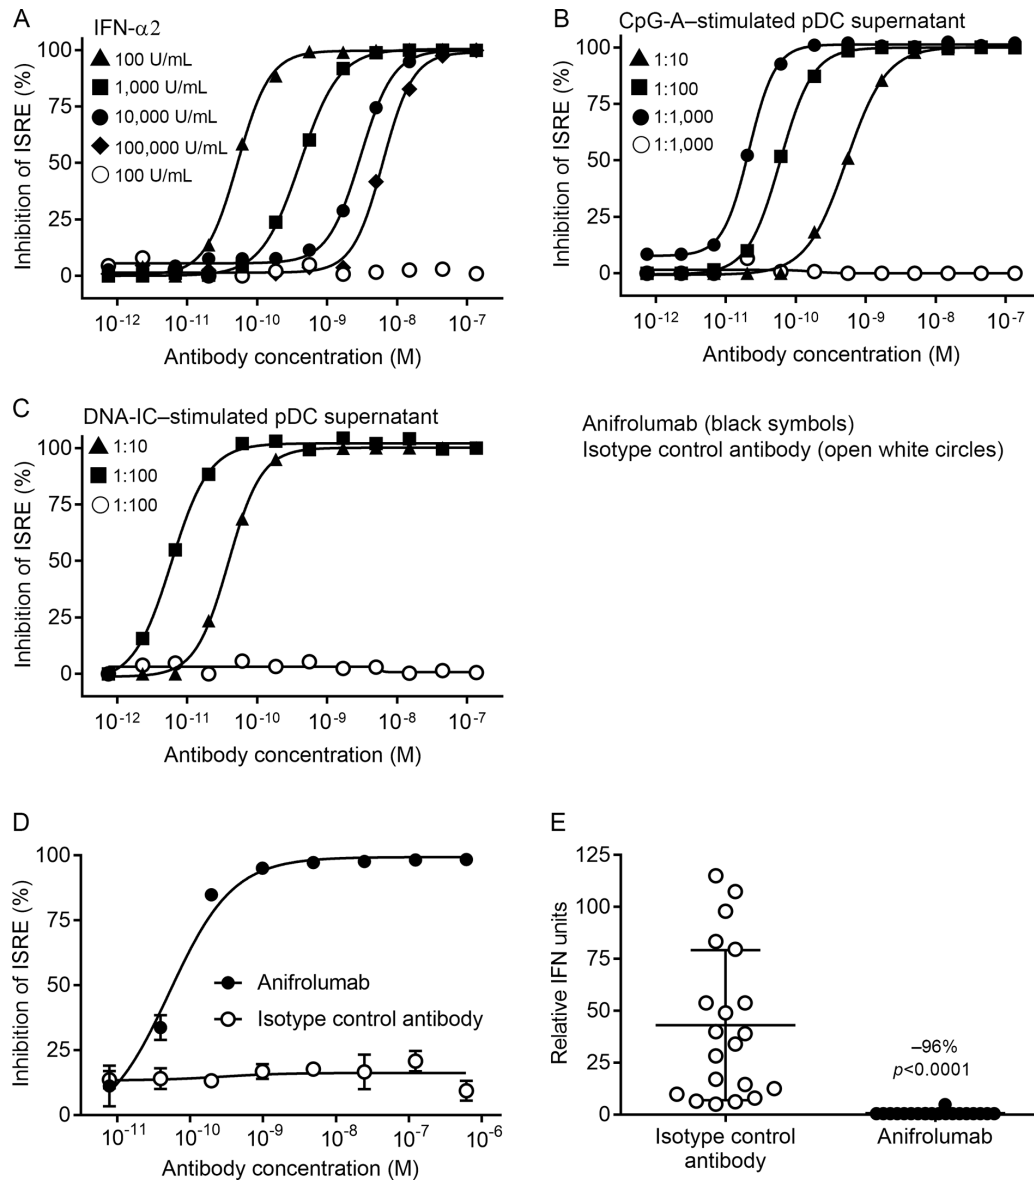 A
IFN-α2
100 U/mL
1,000 U/mL
10,000 U/mL
100,000 U/mL
100 U/mL
Inhibition of ISRE (%)
100
75
50
25
0
10⁻¹² 10⁻¹¹ 10⁻¹⁰ 10⁻⁹ 10⁻⁸ 10⁻⁷
Antibody concentration (M)
B
CpG-A–stimulated pDC supernatant
1:10
1:100
1:1,000
1:1,000
Inhibition of ISRE (%)
100
75
50
25
0
10⁻¹² 10⁻¹¹ 10⁻¹⁰ 10⁻⁹ 10⁻⁸ 10⁻⁷
Antibody concentration (M)
C
DNA-IC–stimulated pDC supernatant
1:10
1:100
1:100
Inhibition of ISRE (%)
100
75
50
25
0
10⁻¹² 10⁻¹¹ 10⁻¹⁰ 10⁻⁹ 10⁻⁸ 10⁻⁷
Antibody concentration (M)
Anifrolumab (black symbols)
Isotype control antibody (open white circles)
D
Inhibition of ISRE (%)
100
75
50
25
0
Anifrolumab
Isotype control antibody
10⁻¹¹ 10⁻¹⁰ 10⁻⁹ 10⁻⁸ 10⁻⁷ 10⁻⁶
Antibody concentration (M)
E
Relative IFN units
125
100
75
50
25
0
–96%
p<0.0001
Isotype control
antibody
Anifrolumab